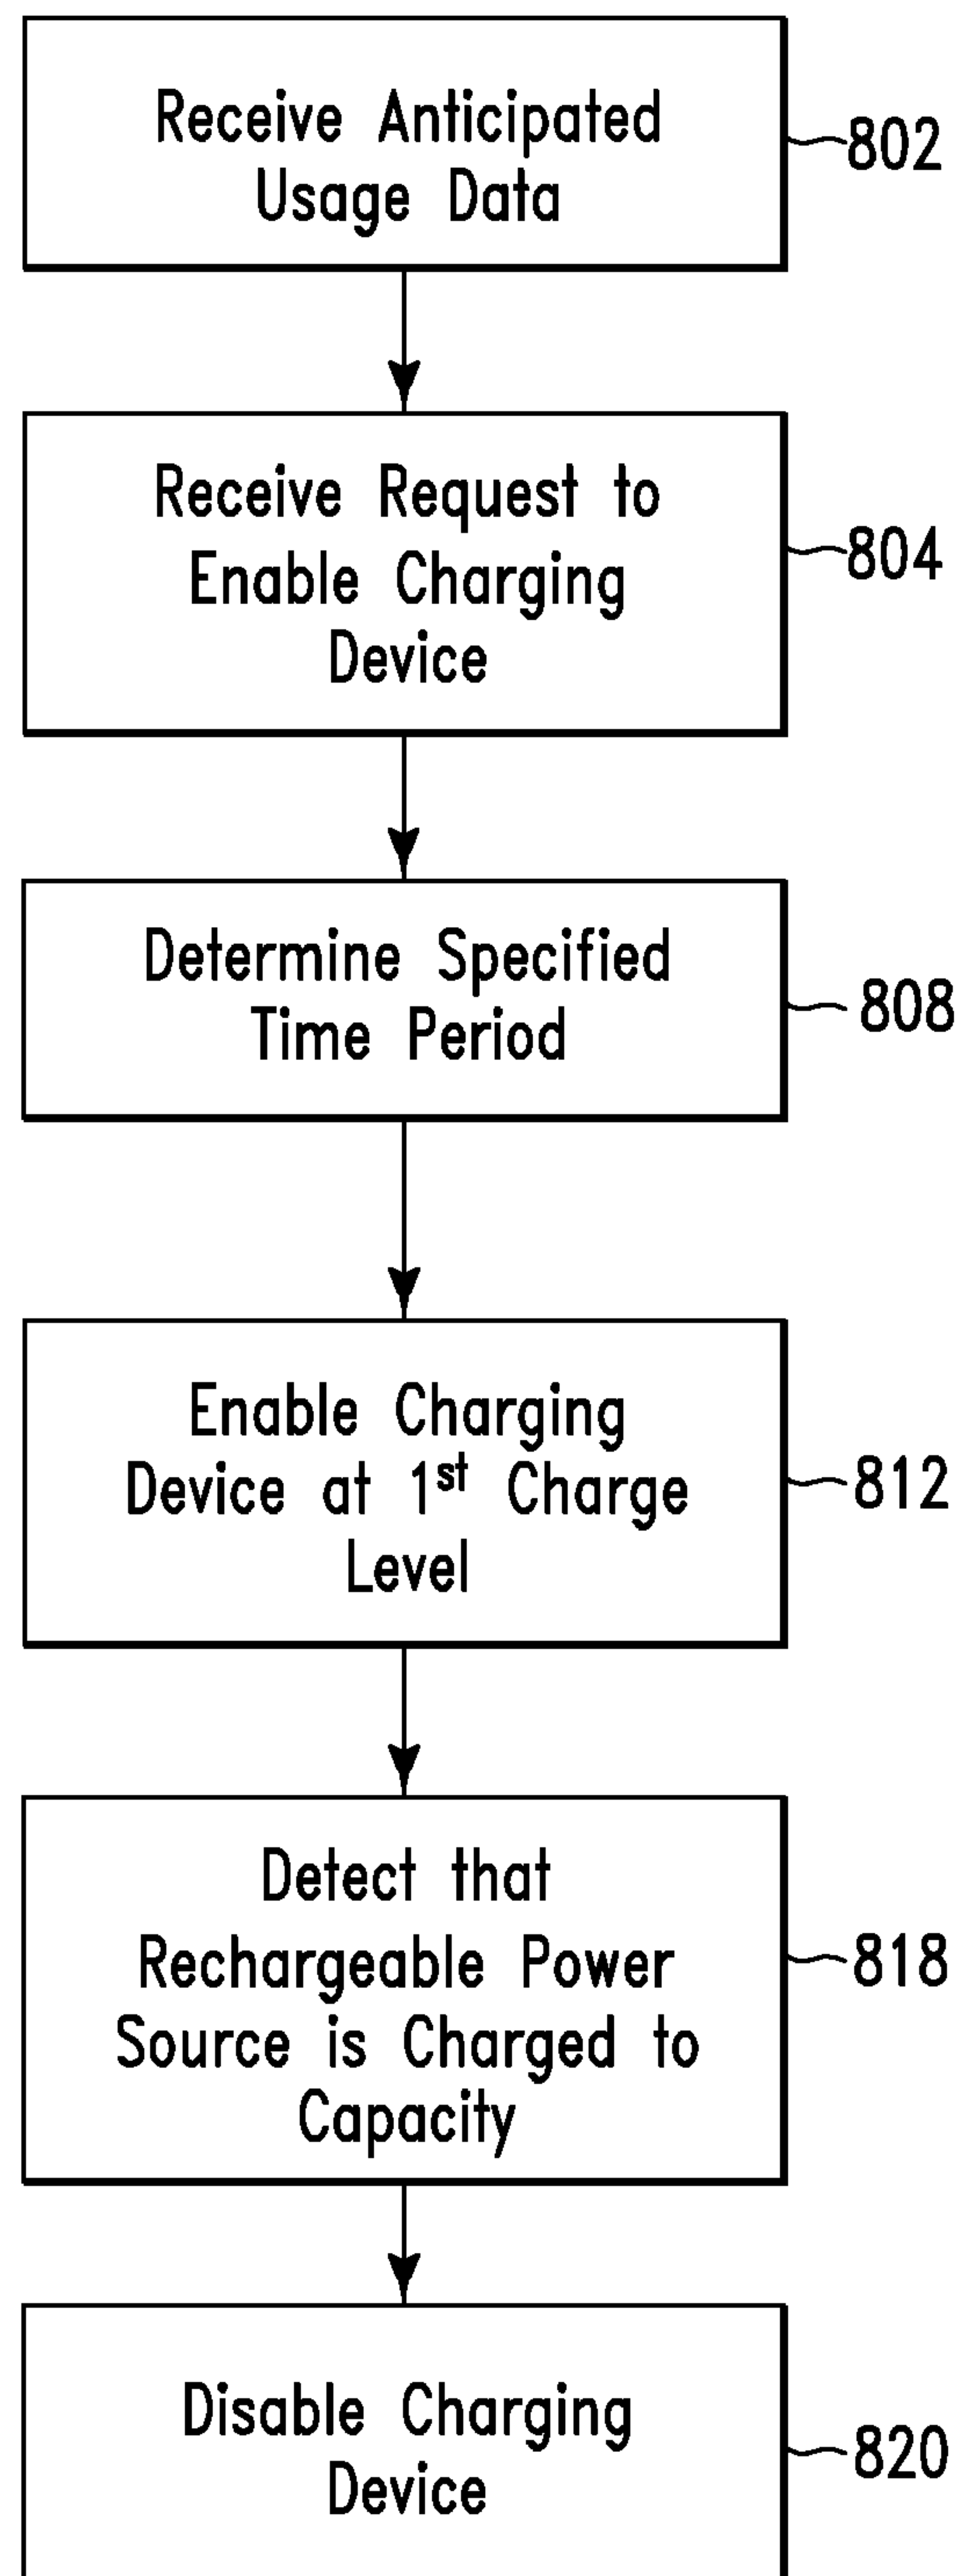 Receive Anticipated
Usage Data
802
Receive Request to
Enable Charging
Device
804
Determine Specified
Time Period
808
Enable Charging
Device at 1st Charge
Level
812
Detect that
Rechargeable Power
Source is Charged to
Capacity
818
Disable Charging
Device
820